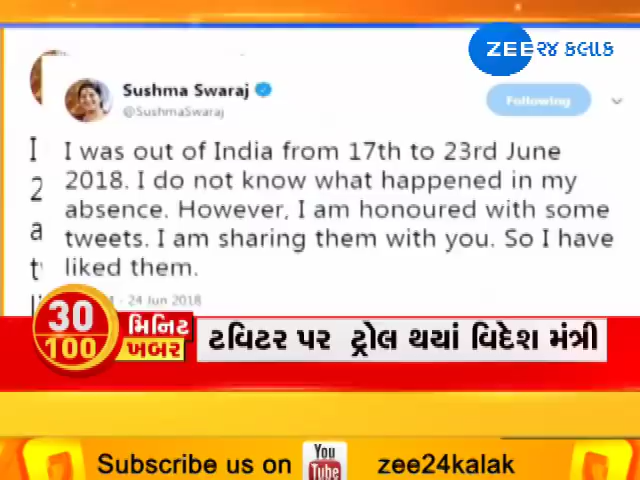 ZEE ૨૪ કલાક
Sushma Swaraj
@SushmaSwaraj
Following
I was out of India from 17th to 23rd June
2018. I do not know what happened in my
absence. However, I am honoured with some
tweets. I am sharing them with you. So I have
liked them.
24 Jun 2018
30
100
મિનિટ
ખબર
ટવિટર પર ટ્રોલ થયાં વિદેશ મંત્રી
Subscribe us on
You
Tube
zee24kalak